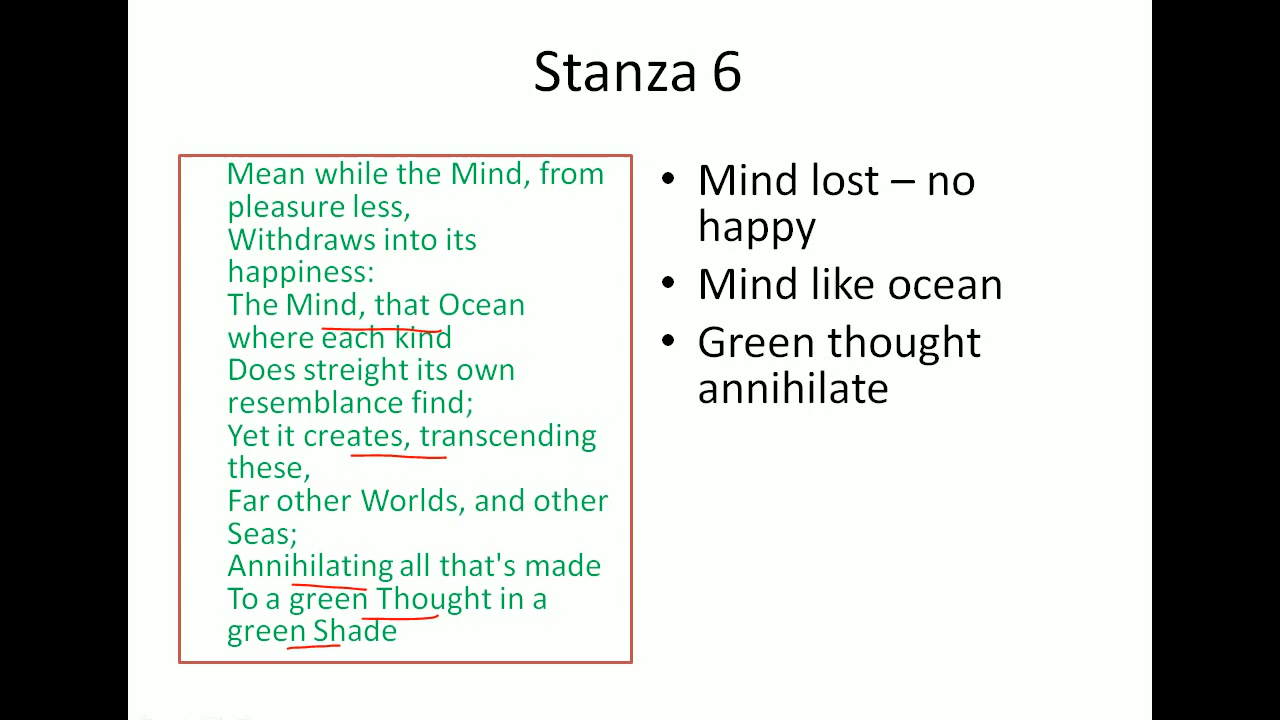 Stanza 6
Mean while the Mind, from
pleasure less,
Withdraws into its
happiness:
The Mind, that Ocean
where each kind
Does streight its own
resemblance find;
Yet it creates, transcending
these,
Far other Worlds, and other
Seas;
Annihilating all that's made
To a green Thought in a
green Shade
• Mind lost – no
happy
• Mind like ocean
• Green thought
annihilate